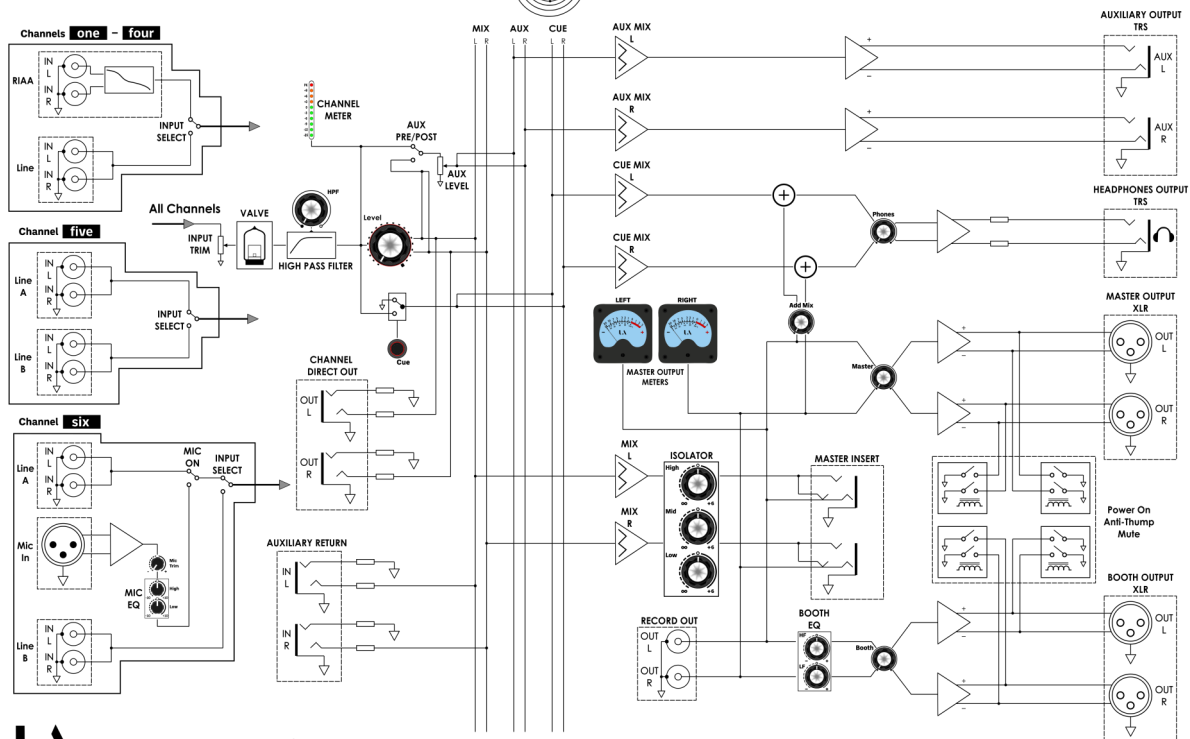 Channels one - four
RIAA
IN
L
IN
R
INPUT
SELECT
Line
IN
L
IN
R
All Channels
INPUT
TRIM
VALVE
HPF
HIGH PASS FILTER
CHANNEL
METER
Level
AUX
PRE/POST
AUX
LEVEL
Cue
Channel five
Line
A
IN
L
IN
R
INPUT
SELECT
Line
B
IN
L
IN
R
CHANNEL
DIRECT OUT
OUT
L
OUT
R
Channel six
Line
A
IN
L
IN
R
MIC
ON
INPUT
SELECT
Mic
In
Mic
Trim
MIC
EQ
High
Low
Line
B
IN
L
IN
R
AUXILIARY RETURN
IN
L
IN
R
MIX AUX CUE
L R L R L R
AUX MIX
L
AUX MIX
R
CUE MIX
L
CUE MIX
R
+
−
+
−
AUXILIARY OUTPUT
TRS
AUX
L
AUX
R
+
+
Phones
HEADPHONES OUTPUT
TRS
LEFT RIGHT
UA UA
MASTER OUTPUT
METERS
Add Mix
Master
+
−
+
−
MASTER OUTPUT
XLR
OUT
L
OUT
R
MIX
L
MIX
R
ISOLATOR
High
∞ +6
Mid
∞ +6
Low
∞ +6
MASTER INSERT
Power On
Anti-Thump
Mute
RECORD OUT
OUT
L
OUT
R
BOOTH
EQ
HF
LF
Booth
+
−
+
−
BOOTH OUTPUT
XLR
OUT
L
OUT
R